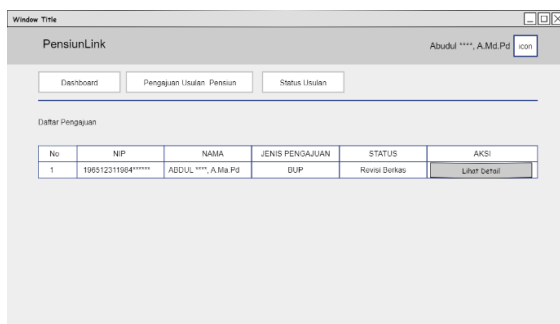 Window Title
PensiunLink
Abudul ****, A.Md.Pd icon
Dashboard Pengajuan Usulan Pensiun Status Usulan
Daftar Pengajuan
No NIP NAMA JENIS PENGAJUAN STATUS AKSI
1 196512311984****** ABDUL ****, A.Ma.Pd BUP Revisi Berkas Lihat Detail